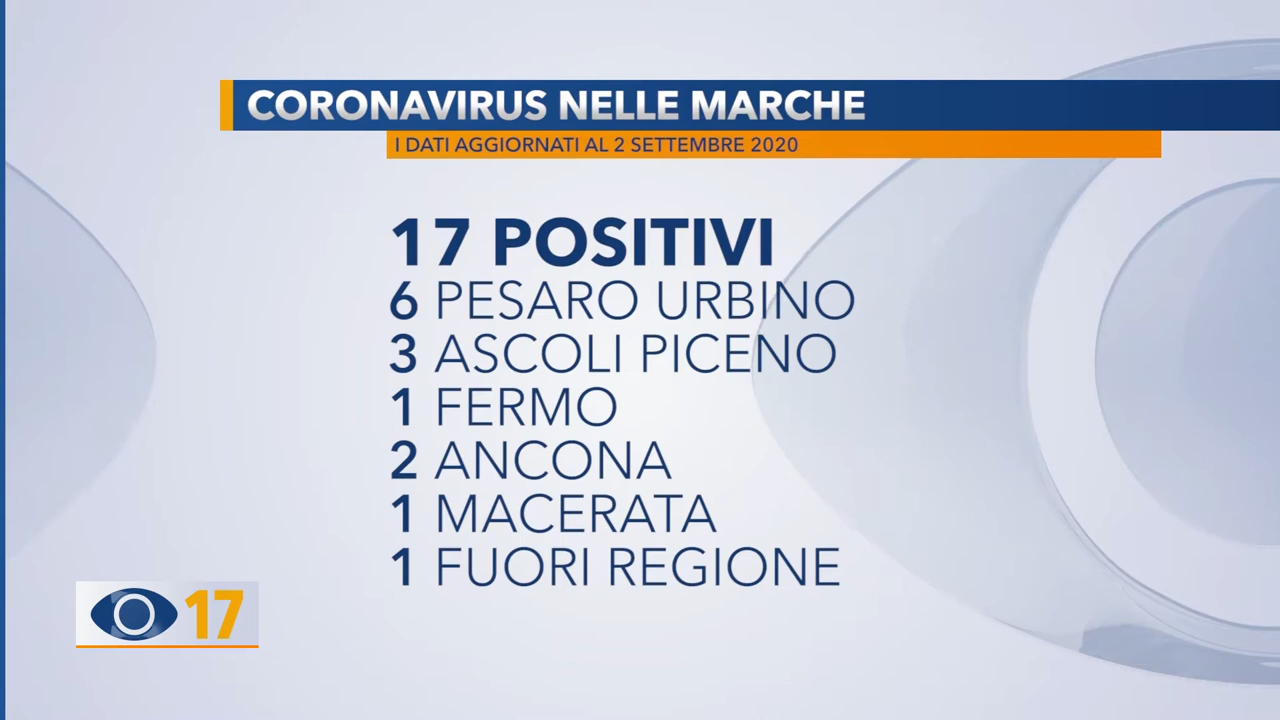 CORONAVIRUS NELLE MARCHE
I DATI AGGIORNATI AL 2 SETTEMBRE 2020
17 POSITIVI
6 PESARO URBINO
3 ASCOLI PICENO
1 FERMO
2 ANCONA
1 MACERATA
1 FUORI REGIONE
17